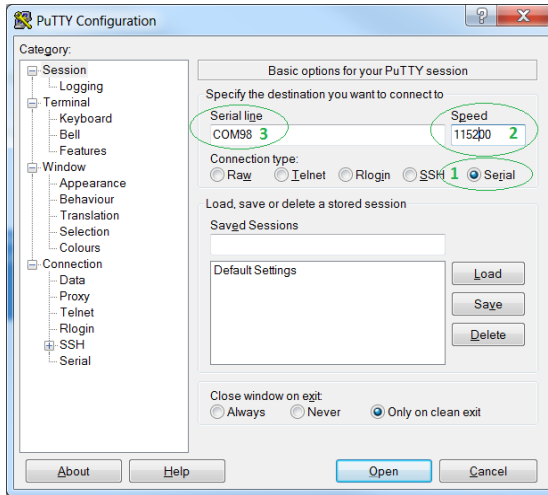 PuTTY Configuration
? X
Category:
Session
Logging
Terminal
Keyboard
Bell
Features
Window
Appearance
Behaviour
Translation
Selection
Colours
Connection
Data
Proxy
Telnet
Rlogin
SSH
Serial
Basic options for your PuTTY session
Specify the destination you want to connect to
Serial line
Speed
COM98 3
115200 2
Connection type:
Raw Telnet Rlogin SSH 1 Serial
Load, save or delete a stored session
Saved Sessions
Default Settings
Load
Save
Delete
Close window on exit:
Always Never Only on clean exit
About Help Open Cancel